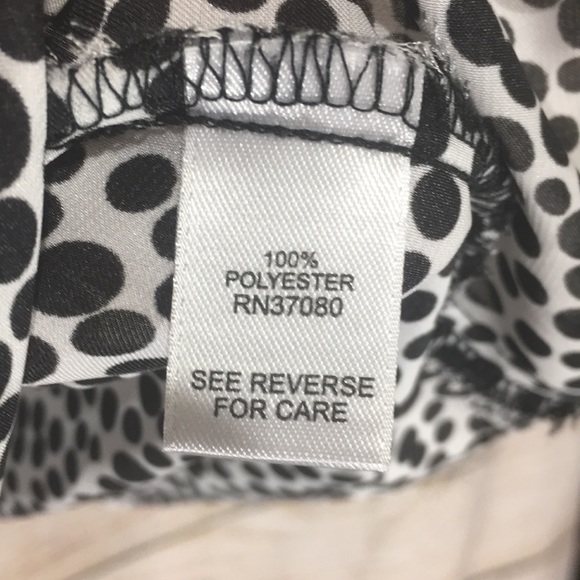 100%
POLYESTER
RN37080
SEE REVERSE
FOR CARE